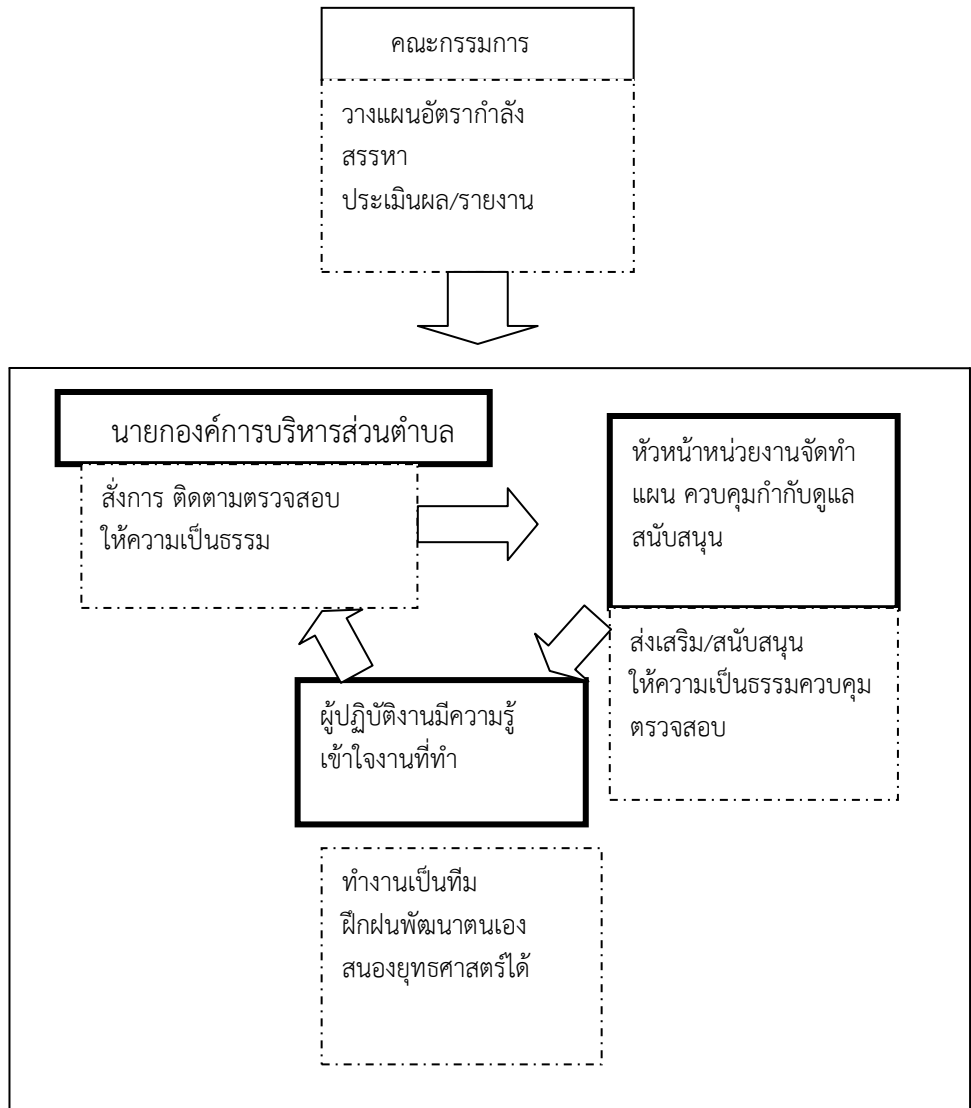 คณะกรรมการ
วางแผนอัตรากำลัง
สรรหา
ประเมินผล/รายงาน
นายกองค์การบริหารส่วนตำบล
สั่งการ ติดตามตรวจสอบ
ให้ความเป็นธรรม
หัวหน้าหน่วยงานจัดทำ
แผน ควบคุมกำกับดูแล
สนับสนุน
ส่งเสริม/สนับสนุน
ให้ความเป็นธรรมควบคุม
ตรวจสอบ
ผู้ปฏิบัติงานมีความรู้
เข้าใจงานที่ทำ
ทำงานเป็นทีม
ฝึกฝนพัฒนาตนเอง
สนองยุทธศาสตร์ได้